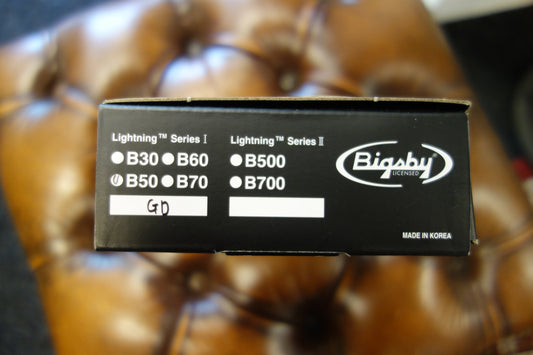 Lightning™ Series I
B30 B60
B50 B70
GD
Lightning™ Series II
B500
B700
Bigsby®
LICENSED
MADE IN KOREA